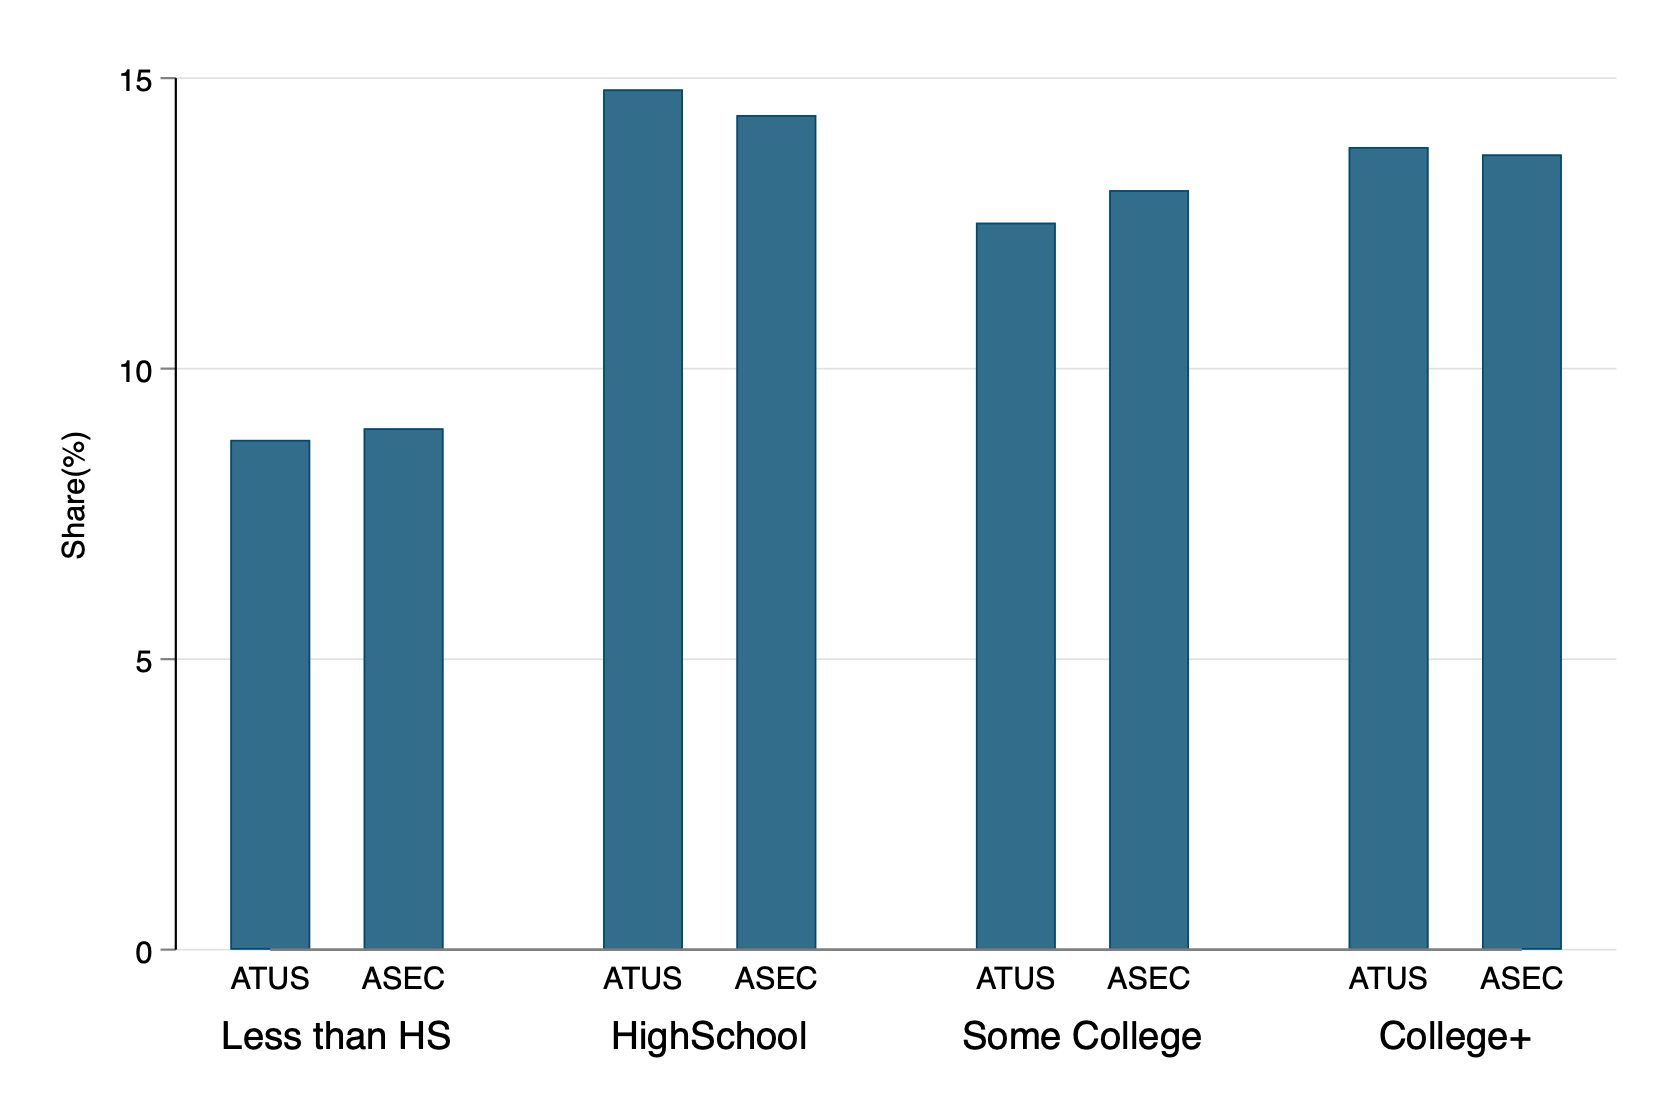 15
10
5
0
Share(%)
ATUS ASEC ATUS ASEC ATUS ASEC ATUS ASEC
Less than HS HighSchool Some College College+